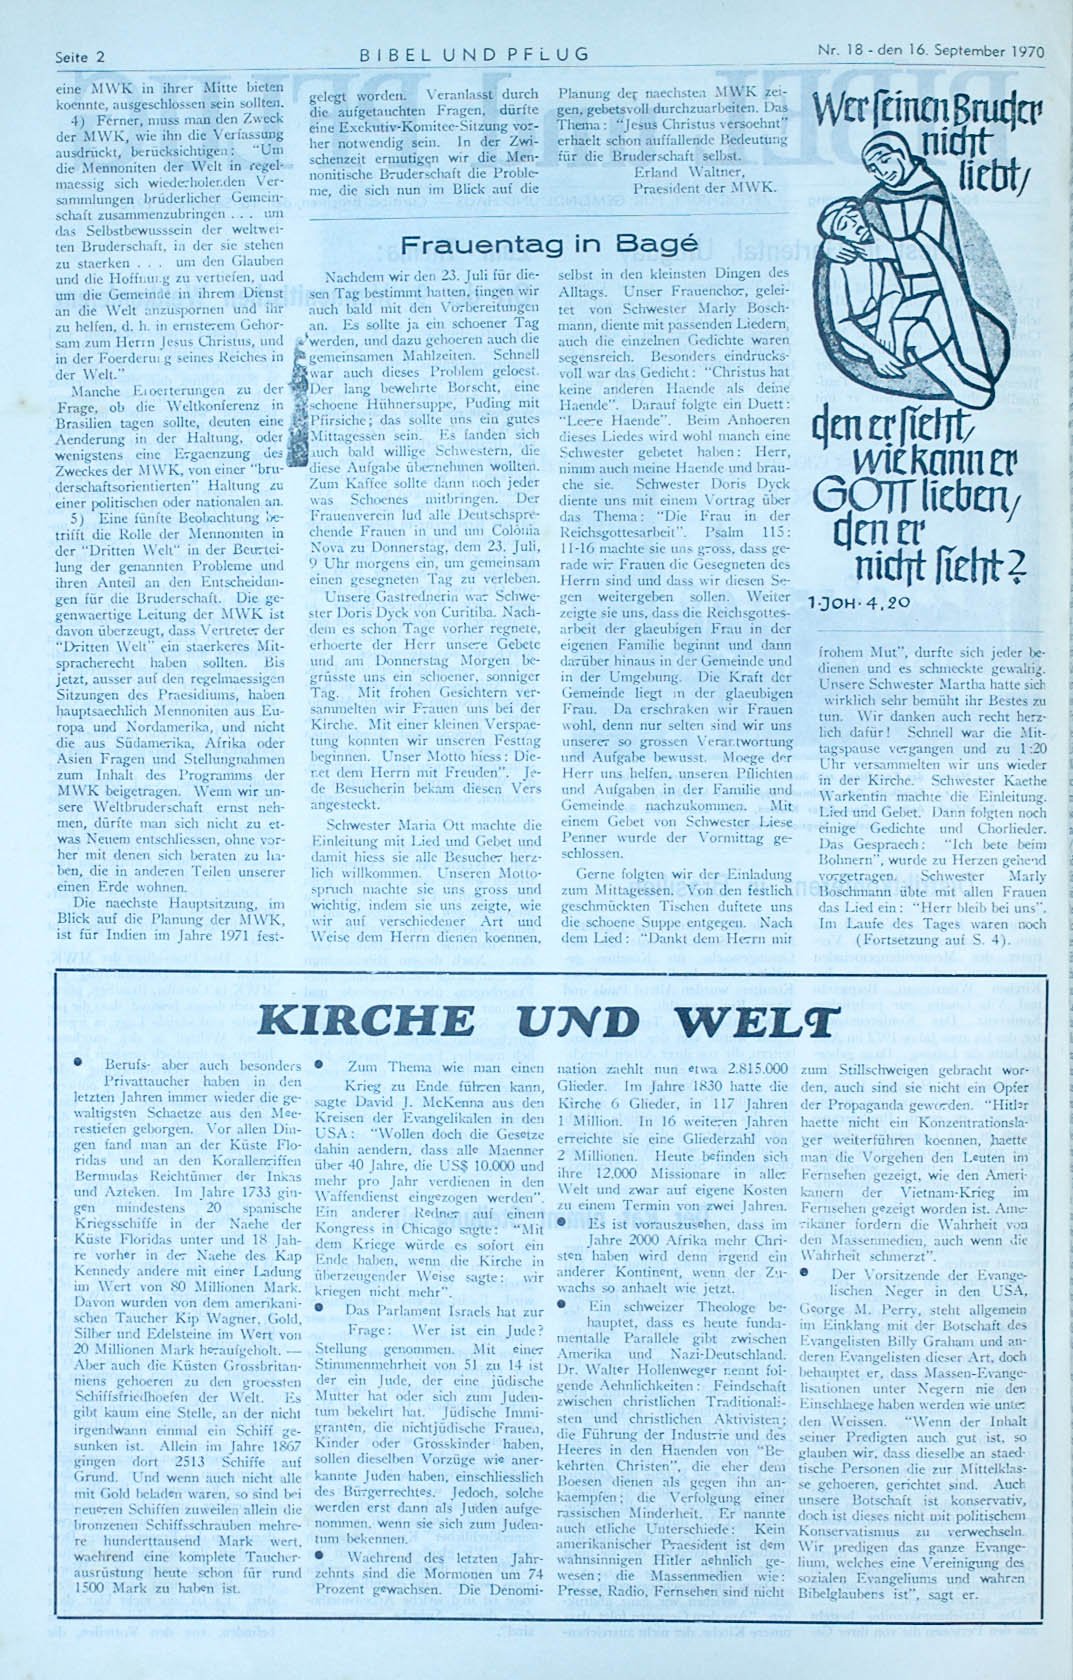 Seite 2
BIBEL UND PFLUG
Nr. 18 - den 16. September 1970
eine MWK in ihrer Mitte bieten
koennte, ausgeschlossen sein sollten.
4) Ferner, muss man den Zweck
der MWK, wie ihn die Verfassung
ausdrückt, berücksichtigen: "Um
die Mennoniten der Welt in regel-
maessig sich wiederholenden Ver-
sammlungen brüderlicher Gemein-
schaft zusammenzubringen . . . um
das Selbstbewusssein der weltwei-
ten Bruderschaft, in der sie stehen
zu staerken . . . um den Glauben
und die Hoffnung zu vertiefen, und
um die Gemeinde in ihrem Dienst
an die Welt anzuspornen und ihr
zu helfen, d. h. in ernsterem Gehor-
sam zum Herrn Jesus Christus, und
in der Foerderung seines Reiches in
der Welt."
Manche Eroerterungen zu der
Frage, ob die Weltkonferenz in
Brasilien tagen sollte, deuten eine
Aenderung in der Haltung, oder
wenigstens eine Ergaenzung des
Zweckes der MWK, von einer "bru-
derschaftsorientierten" Haltung zu
einer politischen oder nationalen an.
5) Eine fünfte Beobachtung be-
trifft die Rolle der Mennoniten in
der "Dritten Welt" in der Beurtei-
lung der genannten Probleme und
ihren Anteil an den Entscheidun-
gen für die Bruderschaft. Die ge-
genwaertige Leitung der MWK ist
davon überzeugt, dass Vertreter der
"Dritten Welt" ein staerkeres Mit-
spracherecht haben sollten. Bis
jetzt, ausser auf den regelmaessigen
Sitzungen des Praesidiums, haben
hauptsaechlich Mennoniten aus Eu-
ropa und Nordamerika, und nicht
die aus Südamerika, Afrika oder
Asien Fragen und Stellungnahmen
zum Inhalt des Programms der
MWK beigetragen. Wenn wir un-
sere Weltbruderschaft ernst neh-
men, dürfte man sich nicht zu et-
was Neuem entschliessen, ohne vor-
her mit denen sich beraten zu ha-
ben, die in anderen Teilen unserer
einen Erde wohnen.
Die naechste Hauptsitzung, im
Blick auf die Planung der MWK,
ist für Indien im Jahre 1971 fest-
gelegt worden. Veranlasst durch
die aufgetauchten Fragen, dürfte
eine Exekutiv-Komitee-Sitzung vor-
her notwendig sein. In der Zwi-
schenzeit ermutigen wir die Men-
nonitische Bruderschaft die Proble-
me, die sich nun im Blick auf die
Planung der naechsten MWK zei-
gen, gebetsvoll durchzuarbeiten. Das
Thema: "Jesus Christus versoehnt"
erhaelt schon auffallende Bedeutung
für die Bruderschaft selbst.
Erland Waltner,
Praesident der MWK.
Frauentag in Bagé
Nachdem wir den 23. Juli für die-
sen Tag bestimmt hatten, fingen wir
auch bald mit den Vorbereitungen
an. Es sollte ja ein schoener Tag
werden, und dazu gehoeren auch die
gemeinsamen Mahlzeiten. Schnell
war auch dieses Problem geloest.
Der lang bewehrte Borscht, eine
schoene Hühnersuppe, Puding mit
Pfirsiche; das sollte uns ein gutes
Mittagessen sein. Es fanden sich
auch bald willige Schwestern, die
diese Aufgabe übernehmen wollten.
Zum Kaffee sollte dann noch jeder
was Schoenes mitbringen. Der
Frauenverein lud alle Deutschspre-
chende Frauen in und um Colônia
Nova zu Donnerstag, dem 23. Juli,
9 Uhr morgens ein, um gemeinsam
einen gesegneten Tag zu verleben.
Unsere Gastrednerin war Schwe-
ster Doris Dyck von Curitiba. Nach-
dem es schon Tage vorher regnete,
erhoerte der Herr unsere Gebete
und am Donnerstag Morgen be-
grüsste uns ein schoener, sonniger
Tag. Mit frohen Gesichtern ver-
sammelten wir Frauen uns bei der
Kirche. Mit einer kleinen Verspae-
tung konnten wir unseren Festtag
beginnen. Unser Motto hiess: Die-
net dem Herrn mit Freuden". Je-
de Besucherin bekam diesen Vers
angesteckt.
Schwester Maria Ott machte die
Einleitung mit Lied und Gebet und
damit hiess sie alle Besucher herz-
lich willkommen. Unseren Motto-
spruch machte sie uns gross und
wichtig, indem sie uns zeigte, wie
wir auf verschiedener Art und
Weise dem Herrn dienen koennen,
selbst in den kleinsten Dingen des
Alltags. Unser Frauenchor, gelei-
tet von Schwester Marly Bosch-
mann, diente mit passenden Liedern,
auch die einzelnen Gedichte waren
segensreich. Besonders eindrucks-
voll war das Gedicht: "Christus hat
keine anderen Haende als deine
Haende". Darauf folgte ein Duett:
"Leere Haende". Beim Anhoeren
dieses Liedes wird wohl manch eine
Schwester gebetet haben: Herr,
nimm auch meine Haende und brau-
che sie. Schwester Doris Dyck
diente uns mit einem Vortrag über
das Thema: "Die Frau in der
Reichsgottesarbeit". Psalm 115:
11-16 machte sie uns gross, dass ge-
rade wir Frauen die Gesegneten des
Herrn sind und dass wir diesen Se-
gen weitergeben sollen. Weiter
zeigte sie uns, dass die Reichsgottes-
arbeit der glaeubigen Frau in der
eigenen Familie beginnt und dann
darüber hinaus in der Gemeinde und
in der Umgebung. Die Kraft der
Gemeinde liegt in der glaeubigen
Frau. Da erschraken wir Frauen
wohl, denn nur selten sind wir uns
unserer so grossen Verantwortung
und Aufgabe bewusst. Moege der
Herr uns helfen, unseren Pflichten
und Aufgaben in der Familie und
Gemeinde nachzukommen. Mit
einem Gebet von Schwester Liese
Penner wurde der Vormittag ge-
schlossen.
Gerne folgten wir der Einladung
zum Mittagessen. Von den festlich
geschmückten Tischen duftete uns
die schoene Suppe entgegen. Nach
dem Lied: "Dankt dem Herrn mit
Wer seinen Bruder
nicht
liebt,
den er sieht,
wie kann er
GOTT lieben,
den er
nicht sieht?
1·JOH·4,20
frohem Mut", durfte sich jeder be-
dienen und es schmeckte gewaltig.
Unsere Schwester Martha hatte sich
wirklich sehr bemüht ihr Bestes zu
tun. Wir danken auch recht herz-
lich dafür! Schnell war die Mit-
tagspause vergangen und zu 1:20
Uhr versammelten wir uns wieder
in der Kirche. Schwester Kaethe
Warkentin machte die Einleitung.
Lied und Gebet. Dann folgten noch
einige Gedichte und Chorlieder.
Das Gespraech: "Ich bete beim
Bohnern", wurde zu Herzen gehend
vorgetragen. Schwester Marly
Boschmann übte mit allen Frauen
das Lied ein: "Herr bleib bei uns".
Im Laufe des Tages waren noch
(Fortsetzung auf S. 4).
KIRCHE UND WELT
● Berufs- aber auch besonders
Privattaucher haben in den
letzten Jahren immer wieder die ge-
waltigsten Schaetze aus den Mee-
restiefen geborgen. Vor allen Din-
gen fand man an der Küste Flo-
ridas und an den Korallenriffen
Bermudas Reichtümer der Inkas
und Azteken. Im Jahre 1733 gin-
gen mindestens 20 spanische
Kriegsschiffe in der Naehe der
Küste Floridas unter und 18 Jah-
re vorher in der Naehe des Kap
Kennedy andere mit einer Ladung
im Wert von 80 Millionen Mark.
Davon wurden von dem amerikani-
schen Taucher Kip Wagner, Gold,
Silber und Edelsteine im Wert von
20 Millionen Mark heraufgeholt. —
Aber auch die Küsten Grossbritan-
niens gehoeren zu den groessten
Schiffsfriedhoefen der Welt. Es
gibt kaum eine Stelle, an der nicht
irgendwann einmal ein Schiff ge-
sunken ist. Allein im Jahre 1867
gingen dort 2513 Schiffe auf
Grund. Und wenn auch nicht alle
mit Gold beladen waren, so sind bei
neueren Schiffen zuweilen allein die
bronzenen Schiffsschrauben mehre-
re hunderttausend Mark wert,
waehrend eine komplete Taucher-
ausrüstung heute schon für rund
1500 Mark zu haben ist.
● Zum Thema wie man einen
Krieg zu Ende führen kann,
sagte David J. McKenna aus den
Kreisen der Evangelikalen in den
USA: "Wollen doch die Gesetze
dahin aendern, dass alle Maenner
über 40 Jahre, die US$ 10.000 und
mehr pro Jahr verdienen in den
Waffendienst eingezogen werden".
Ein anderer Redner auf einem
Kongress in Chicago sagte: "Mit
dem Kriege würde es sofort ein
Ende haben, wenn die Kirche in
überzeugender Weise sagte: wir
kriegen nicht mehr".
● Das Parlament Israels hat zur
Frage: Wer ist ein Jude?
Stellung genommen. Mit einer
Stimmenmehrheit von 51 zu 14 ist
der ein Jude, der eine jüdische
Mutter hat oder sich zum Juden-
tum bekehrt hat. Jüdische Immi-
granten, die nichtjüdische Frauen,
Kinder oder Grosskinder haben,
sollen dieselben Vorzüge wie aner-
kannte Juden haben, einschliesslich
des Bürgerrechtes. Jedoch, solche
werden erst dann als Juden aufge-
nommen, wenn sie sich zum Juden-
tum bekennen.
● Waehrend des letzten Jahr-
zehnts sind die Mormonen um 74
Prozent gewachsen. Die Denomi-
nation zaehlt nun etwa 2.815.000
Glieder. Im Jahre 1830 hatte die
Kirche 6 Glieder, in 117 Jahren
1 Million. In 16 weiteren Jahren
erreichte sie eine Gliederzahl von
2 Millionen. Heute befinden sich
ihre 12.000 Missionare in aller
Welt und zwar auf eigene Kosten
zu einem Termin von zwei Jahren.
● Es ist vorauszusehen, dass im
Jahre 2000 Afrika mehr Chri-
sten haben wird denn irgend ein
anderer Kontinent, wenn der Zu-
wachs so anhaelt wie jetzt.
● Ein schweizer Theologe be-
hauptet, dass es heute funda-
mentalle Parallele gibt zwischen
Amerika und Nazi-Deutschland.
Dr. Walter Hollenweger nennt fol-
gende Aehnlichkeiten: Feindschaft
zwischen christlichen Traditionali-
sten und christlichen Aktivisten;
die Führung der Industrie und des
Heeres in den Haenden von "Be-
kehrten Christen", die eher dem
Boesen dienen als gegen ihn an-
kaempfen; die Verfolgung einer
rassischen Minderheit. Er nannte
auch etliche Unterschiede: Kein
amerikanischer Praesident ist dem
wahnsinnigen Hitler aehnlich ge-
wesen; die Massenmedien wie:
Presse, Radio, Fernsehen sind nicht
zum Stillschweigen gebracht wor-
den, auch sind sie nicht ein Opfer
der Propaganda geworden. "Hitler
haette nicht ein Konzentrationsla-
ger weiterführen koennen, haette
man die Vorgehen den Leuten im
Fernsehen gezeigt, wie den Ameri-
kanern der Vietnam-Krieg im
Fernsehen gezeigt worden ist. Ame-
rikaner fordern die Wahrheit von
den Massenmedien, auch wenn die
Wahrheit schmerzt".
● Der Vorsitzende der Evange-
lischen Neger in den USA,
George M. Perry, steht allgemein
im Einklang mit der Botschaft des
Evangelisten Billy Graham und an-
deren Evangelisten dieser Art, doch
behauptet er, dass Massen-Evange-
lisationen unter Negern nie den
Einschlaege haben werden wie unter
den Weissen. "Wenn der Inhalt
seiner Predigten auch gut ist, so
glauben wir, dass dieselbe an staed-
tische Personen die zur Mittelklas-
se gehoeren, gerichtet sind. Auch
unsere Botschaft ist konservativ,
doch ist dieses nicht mit politischem
Konservatismus zu verwechseln.
Wir predigen das ganze Evange-
lium, welches eine Vereinigung des
sozialen Evangeliums und wahren
Bibelglaubens ist", sagt er.